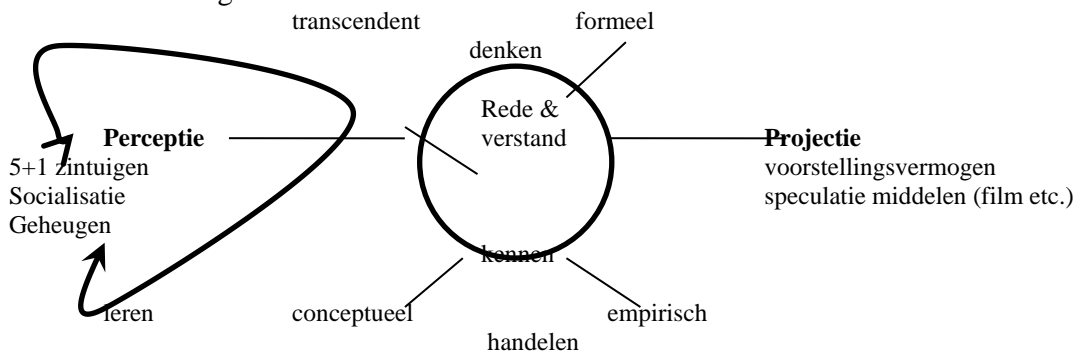 transcendent formeel
denken
Rede &
verstand
Perceptie
5+1 zintuigen
Socialisatie
Geheugen
Projectie
voorstellingsvermogen
speculatie middelen (film etc.)
kennen
leren
conceptueel
empirisch
handelen